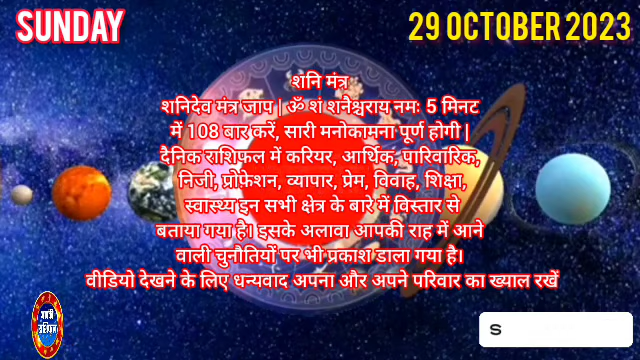 SUNDAY
29 OCTOBER 2023
शनि मंत्र
शनिदेव मंत्र जाप | ॐ शं शनैश्चराय नमः 5 मिनट
में 108 बार करें, सारी मनोकामना पूर्ण होगी |
दैनिक राशिफल में करियर, आर्थिक, पारिवारिक,
निजी, प्रोफ़ेशन, व्यापार, प्रेम, विवाह, शिक्षा,
स्वास्थ्य इन सभी क्षेत्र के बारे में विस्तार से
बताया गया है। इसके अलावा आपकी राह में आने
वाली चुनौतियों पर भी प्रकाश डाला गया है।
वीडियो देखने के लिए धन्यवाद अपना और अपने परिवार का ख्याल रखें
S